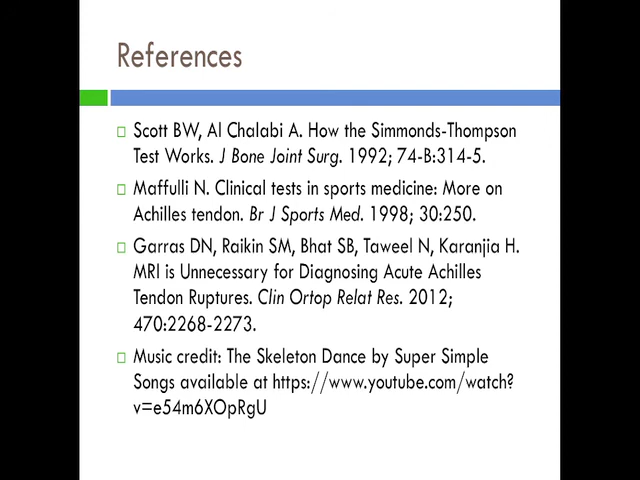 References
Scott BW, Al Chalabi A. How the Simmonds-Thompson
Test Works. J Bone Joint Surg. 1992; 74-B:314-5.
Maffulli N. Clinical tests in sports medicine: More on
Achilles tendon. Br J Sports Med. 1998; 30:250.
Garras DN, Raikin SM, Bhat SB, Taweel N, Karanjia H.
MRI is Unnecessary for Diagnosing Acute Achilles
Tendon Ruptures. Clin Ortop Relat Res. 2012;
470:2268-2273.
Music credit: The Skeleton Dance by Super Simple
Songs available at https://www.youtube.com/watch?
v=e54m6XOpRgU